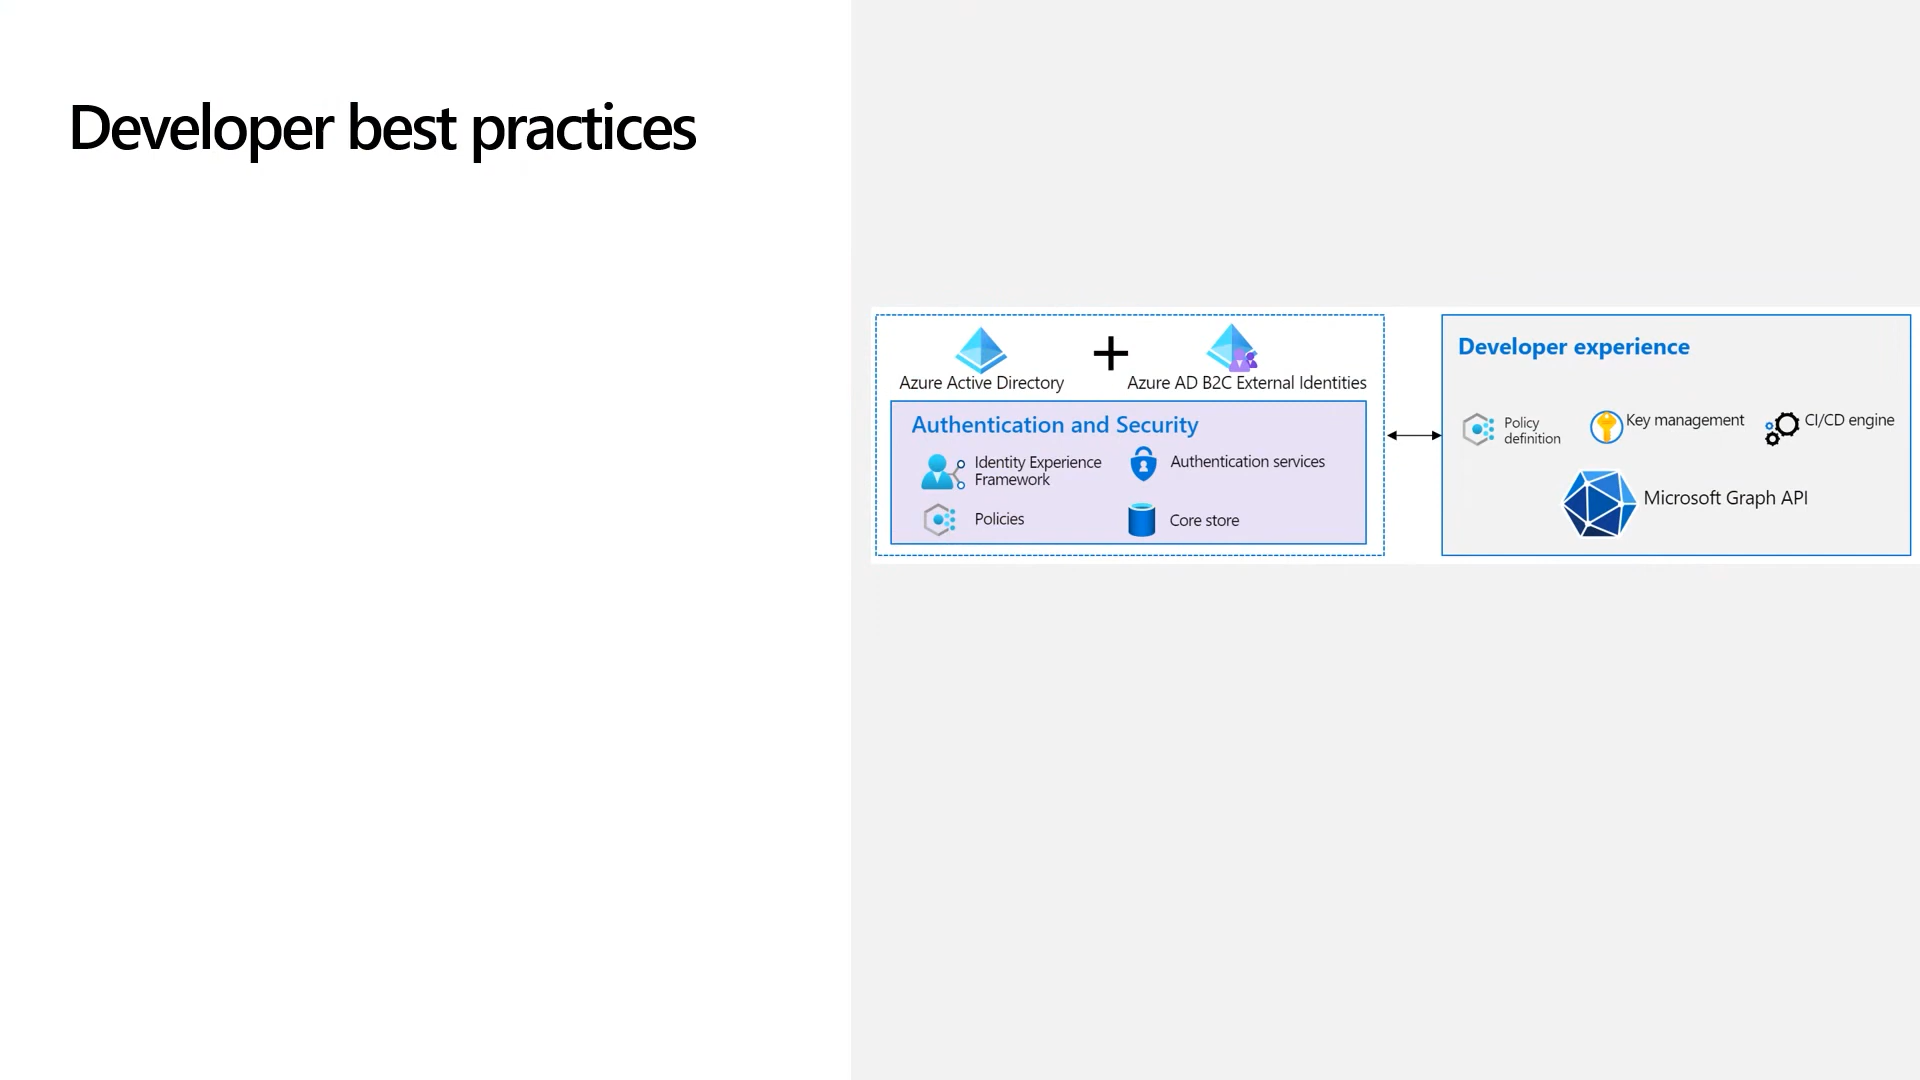 Developer best practices
Azure Active Directory
Azure AD B2C External Identities
Authentication and Security
Identity Experience
Framework
Authentication services
Policies
Core store
Developer experience
Policy
definition
Key management
CI/CD engine
Microsoft Graph API